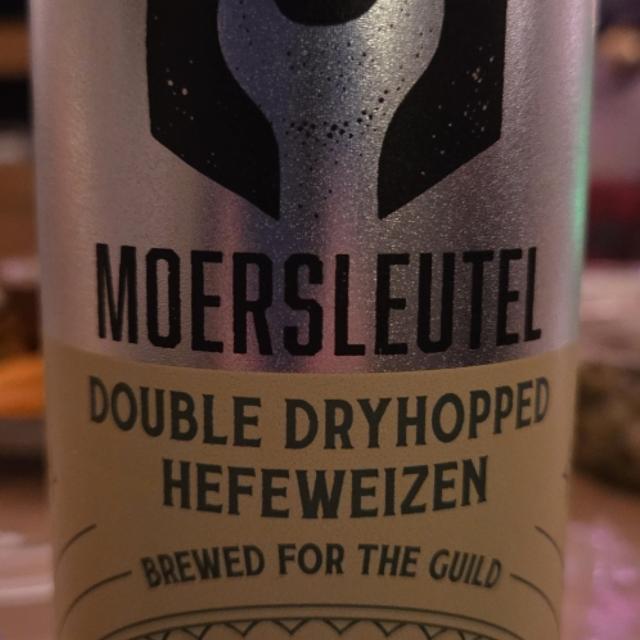 MOERSLEUTEL
DOUBLE DRYHOPPED
HEFEWEIZEN
BREWED FOR THE GUILD